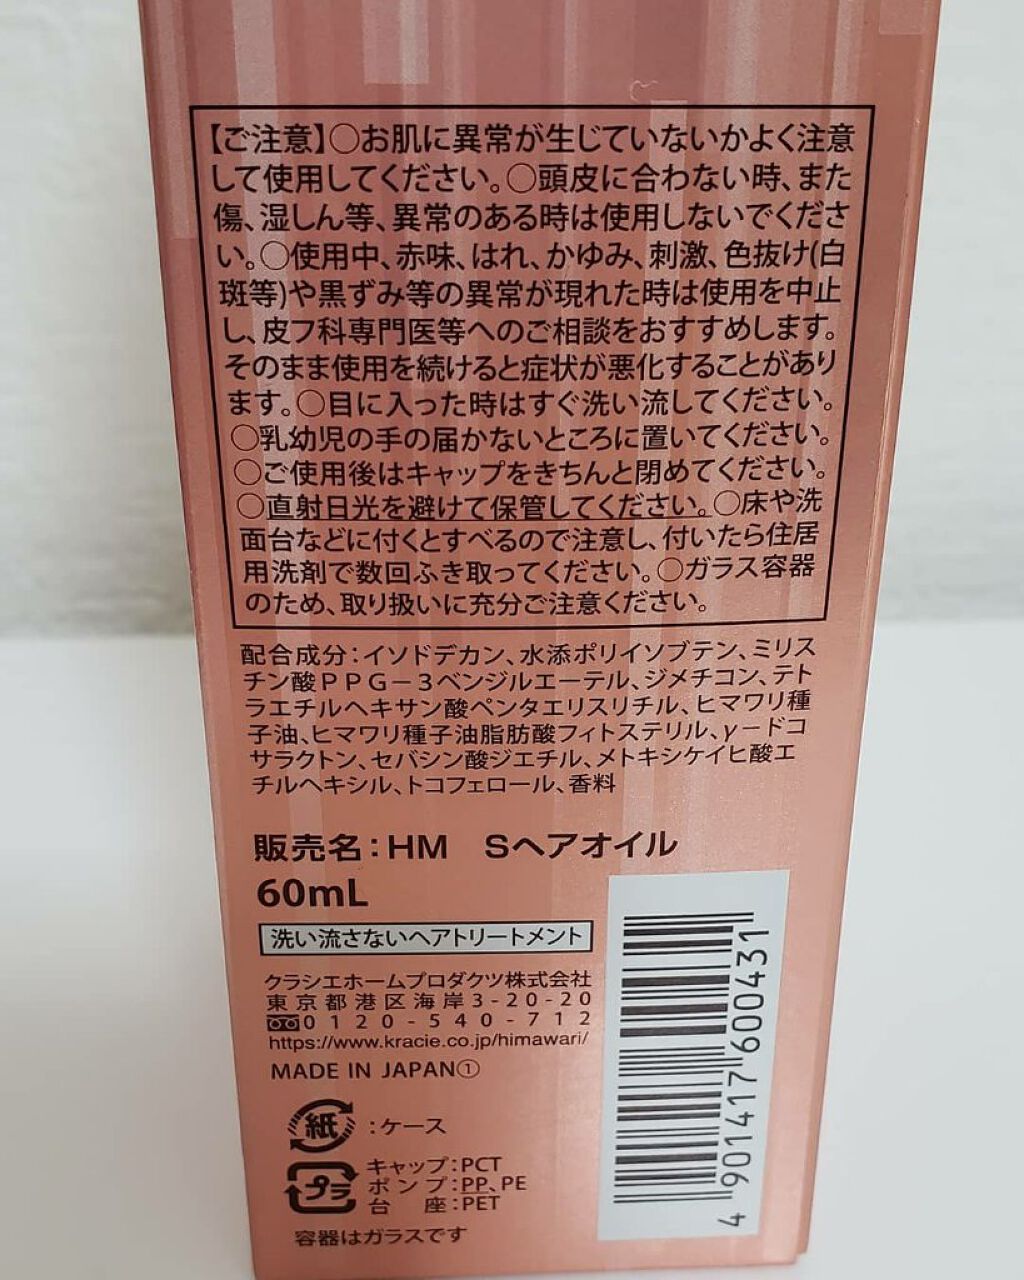 【ご注意】○お肌に異常が生じていないかよく注意
して使用してください。○頭皮に合わない時、また
傷、湿しん等、異常のある時は使用しないでくださ
い。○使用中、赤味、はれ、かゆみ、刺激、色抜け(白
斑等)や黒ずみ等の異常が現れた時は使用を中止
し、皮フ科専門医等へのご相談をおすすめします。
そのまま使用を続けると症状が悪化することがあり
ます。○目に入った時はすぐ洗い流してください。
○乳幼児の手の届かないところに置いてください。
○ご使用後はキャップをきちんと閉めてください。
○直射日光を避けて保管してください。○床や洗
面台などに付くとすべるので注意し、付いたら住居
用洗剤で数回ふき取ってください。○ガラス容器
のため、取り扱いに充分ご注意ください。
配合成分：イソドデカン、水添ポリイソブテン、ミリス
チン酸ＰＰＧ－３ベンジルエーテル、ジメチコン、テト
ラエチルヘキサン酸ペンタエリスリチル、ヒマワリ種
子油、ヒマワリ種子油脂肪酸フィトステリル、γ－ドコ
サラクトン、セバシン酸ジエチル、メトキシケイヒ酸エ
チルヘキシル、トコフェロール、香料
販売名：HM　Sヘアオイル
60mL
洗い流さないヘアトリートメント
クラシエホームプロダクツ株式会社
東京都港区海岸3-20-20
0120-540-712
https://www.kracie.co.jp/himawari/
MADE IN JAPAN①
紙：ケース
プラ キャップ：PCT
ポンプ：PP、PE
台　座：PET
容器はガラスです
4 901417 600431